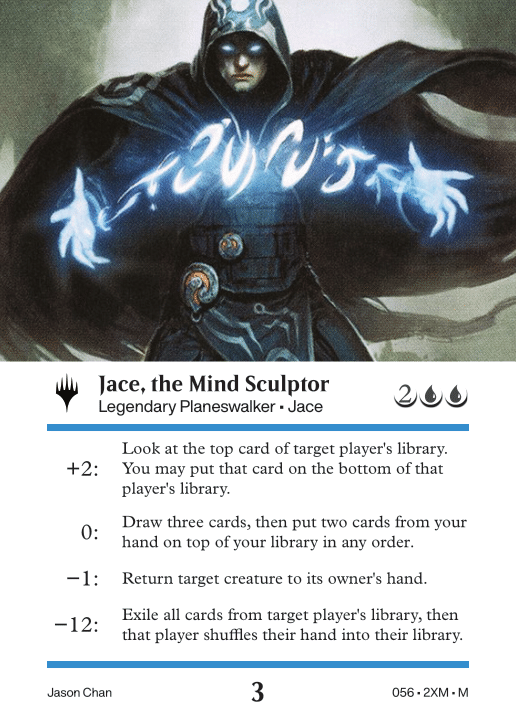 Jace, the Mind Sculptor
2
Legendary Planeswalker • Jace
+2:
Look at the top card of target player's library.
You may put that card on the bottom of that
player's library.
0:
Draw three cards, then put two cards from your
hand on top of your library in any order.
−1:
Return target creature to its owner's hand.
−12:
Exile all cards from target player's library, then
that player shuffles their hand into their library.
Jason Chan
3
056 • 2XM • M